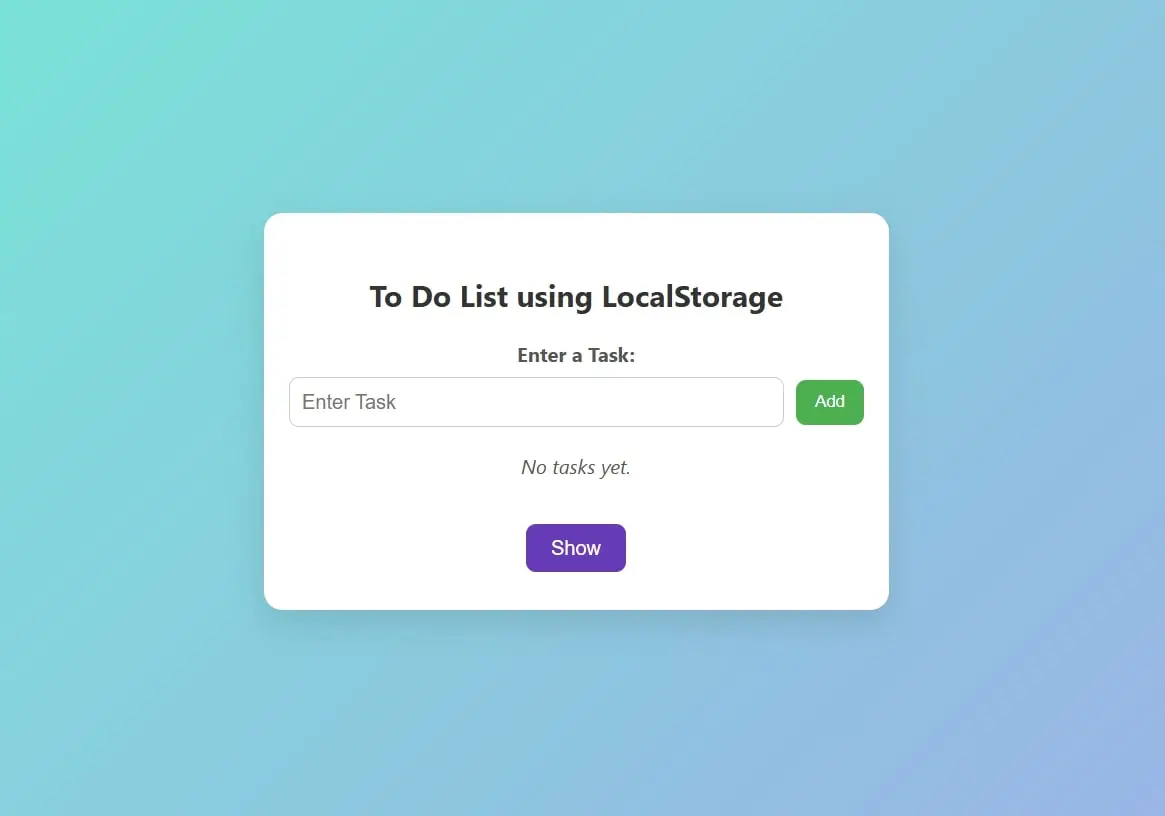 To Do List using LocalStorage
Enter a Task:
Enter Task
Add
No tasks yet.
Show